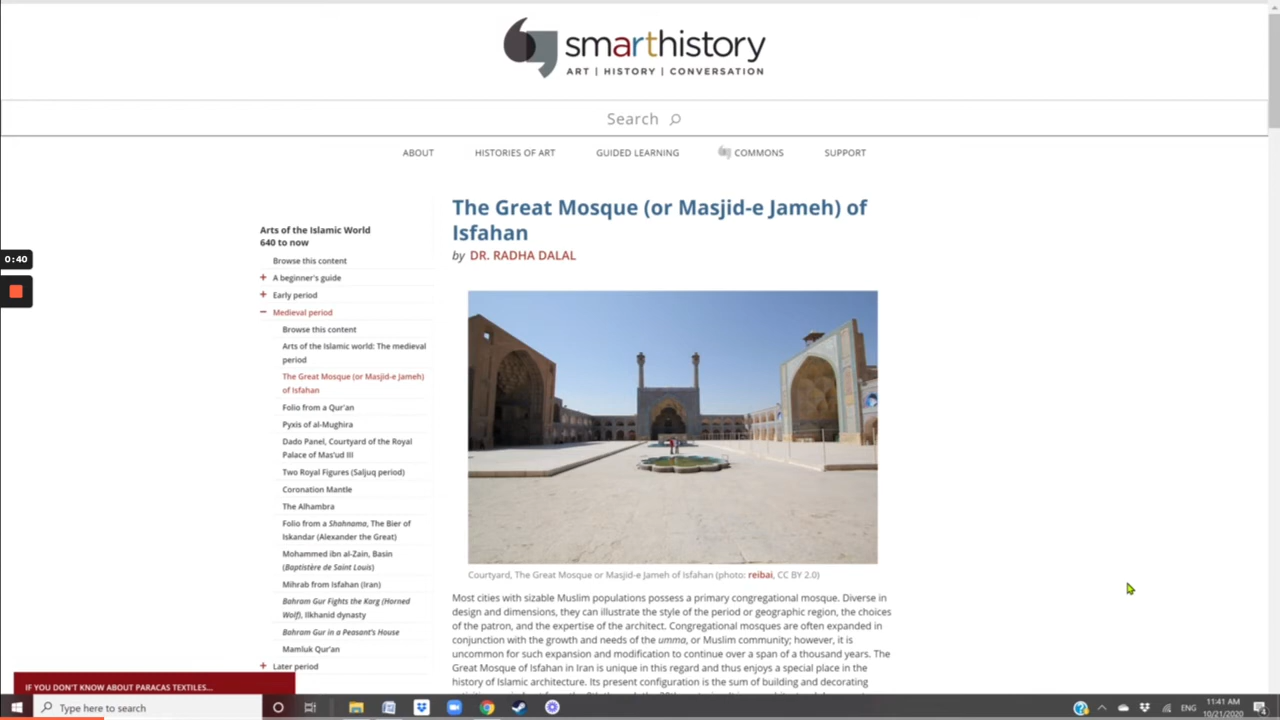 smarthistory
ART | HISTORY | CONVERSATION
Search
ABOUT
HISTORIES OF ART
GUIDED LEARNING
COMMONS
SUPPORT
0:40
Arts of the Islamic World
640 to now
Browse this content
+ A beginner's guide
+ Early period
− Medieval period
Browse this content
Arts of the Islamic world: The medieval
period
The Great Mosque (or Masjid-e Jameh)
of Isfahan
Folio from a Qur'an
Pyxis of al-Mughira
Dado Panel, Courtyard of the Royal
Palace of Mas'ud III
Two Royal Figures (Saljuq period)
Coronation Mantle
The Alhambra
Folio from a Shahnama, The Bier of
Iskandar (Alexander the Great)
Mohammed ibn al-Zain, Basin
(Baptistère de Saint Louis)
Mihrab from Isfahan (Iran)
Bahram Gur Fights the Karg (Horned
Wolf), Ilkhanid dynasty
Bahram Gur in a Peasant's House
Mamluk Qur'an
+ Later period
IF YOU DON'T KNOW ABOUT PARACAS TEXTILES...
The Great Mosque (or Masjid-e Jameh) of
Isfahan
by DR. RADHA DALAL
Courtyard, The Great Mosque or Masjid-e Jameh of Isfahan (photo: reibai, CC BY 2.0)
Most cities with sizable Muslim populations possess a primary congregational mosque. Diverse in
design and dimensions, they can illustrate the style of the period or geographic region, the choices
of the patron, and the expertise of the architect. Congregational mosques are often expanded in
conjunction with the growth and needs of the umma, or Muslim community; however, it is
uncommon for such expansion and modification to continue over a span of a thousand years. The
Great Mosque of Isfahan in Iran is unique in this regard and thus enjoys a special place in the
history of Islamic architecture. Its present configuration is the sum of building and decorating
Type here to search
ENG
11:41 AM
10/21/2020
4